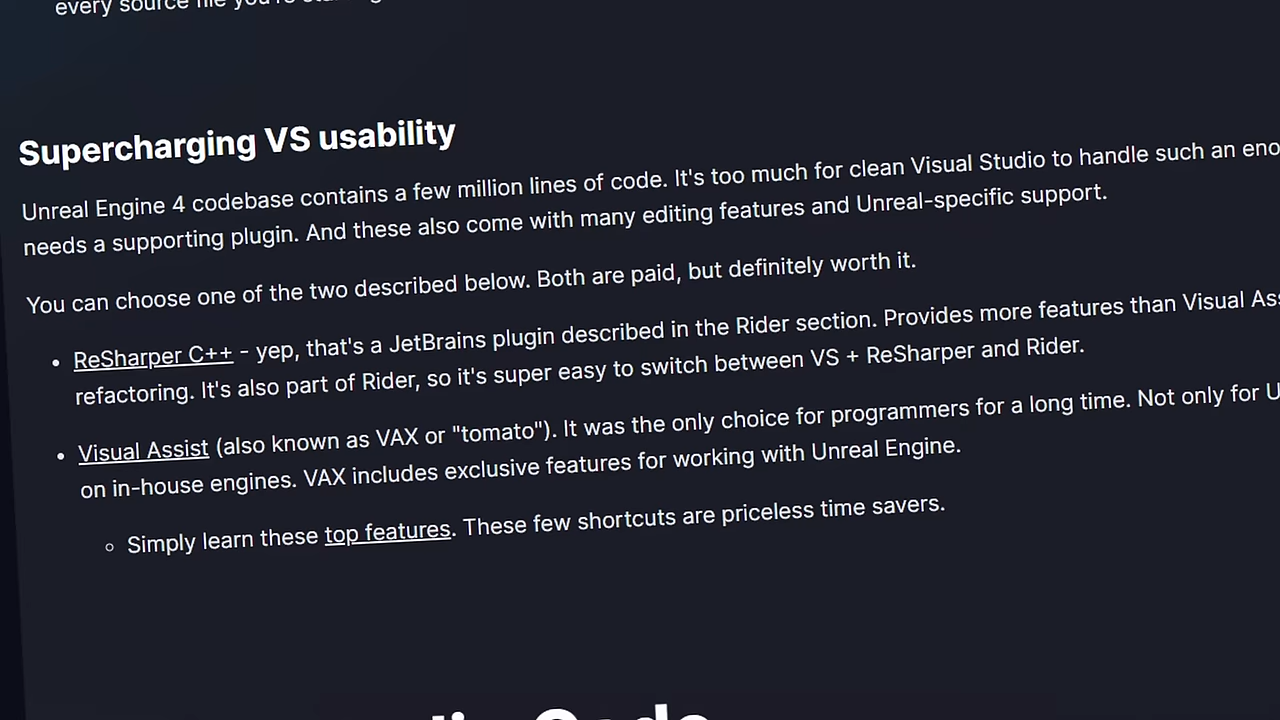 every source file you're
Supercharging VS usability
Unreal Engine 4 codebase contains a few million lines of code. It's too much for clean Visual Studio to handle such an
needs a supporting plugin. And these also come with many editing features and Unreal-specific support.
You can choose one of the two described below. Both are paid, but definitely worth it.
• ReSharper C++ - yep, that's a JetBrains plugin described in the Rider section. Provides more features than Visual
refactoring. It's also part of Rider, so it's super easy to switch between VS + ReSharper and Rider.
• Visual Assist (also known as VAX or "tomato"). It was the only choice for programmers for a long time. Not only for
on in-house engines. VAX includes exclusive features for working with Unreal Engine.
◦ Simply learn these top features. These few shortcuts are priceless time savers.
Code